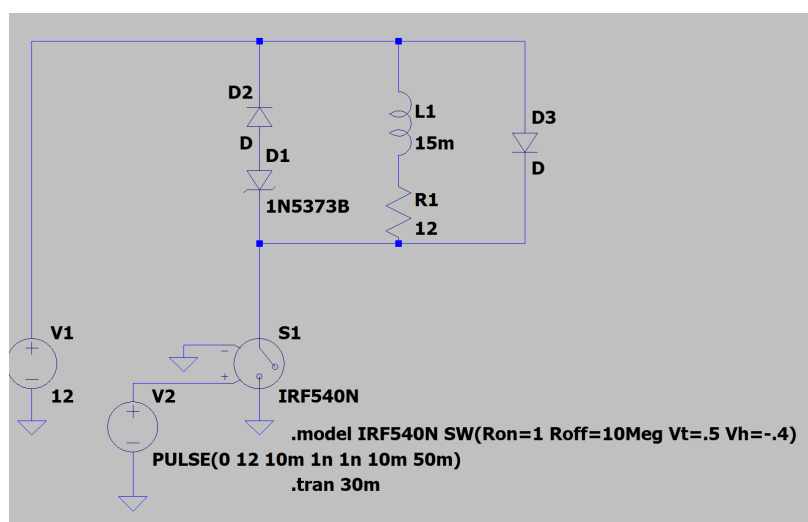 D2
L1
D3
D
D1
15m
D
R1
1N5373B
12
V1
S1
−
+
−
+
V2
12
+
−
IRF540N
.model IRF540N SW(Ron=1 Roff=10Meg Vt=.5 Vh=-.4)
PULSE(0 12 10m 1n 1n 10m 50m)
.tran 30m